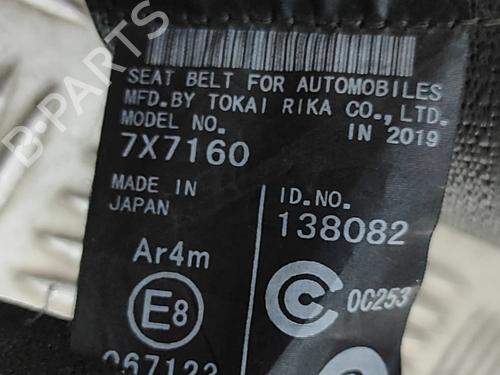 SEAT BELT FOR AUTOMOBILES
MFD.BY TOKAI RIKA CO.,LTD.
MODEL NO. IN 2019
7X7160
MADE IN JAPAN
ID.NO.
138082
Ar4m
E8
C
0C253
067123
B-PARTS